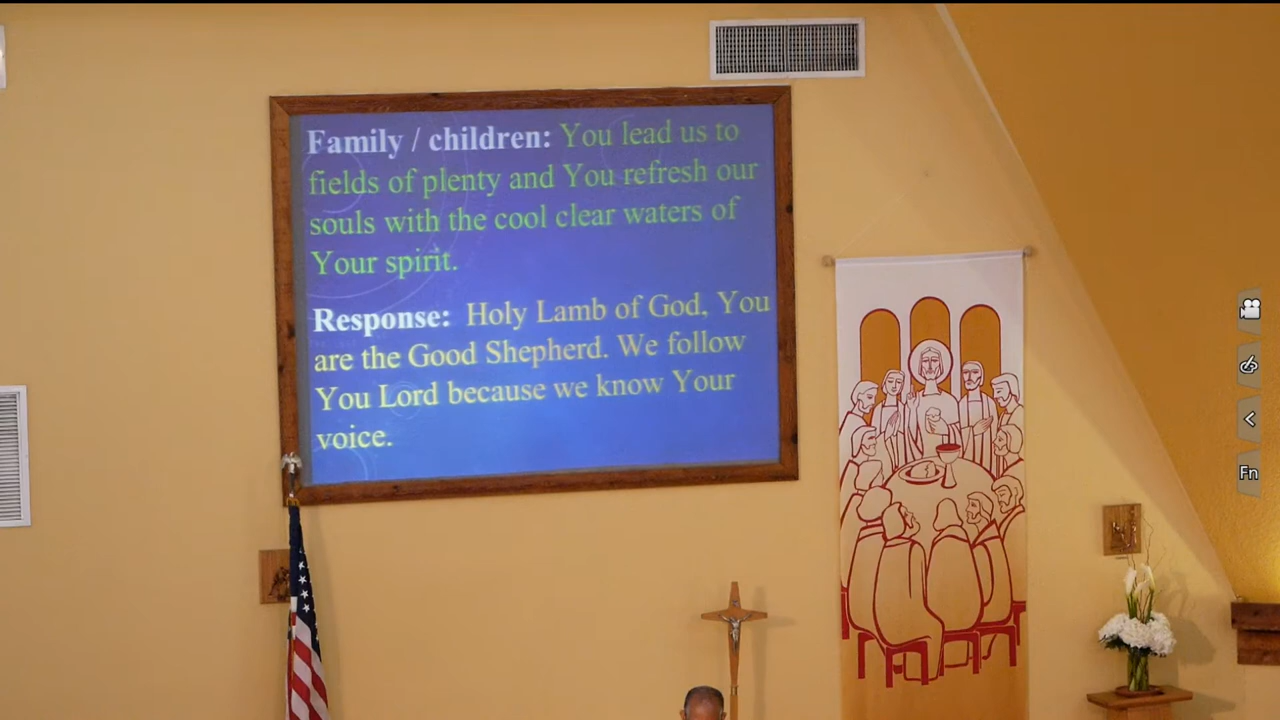 Family / children: You lead us to
fields of plenty and You refresh our
souls with the cool clear waters of
Your spirit.
Response: Holy Lamb of God, You
are the Good Shepherd. We follow
You Lord because we know Your
voice.
Fn